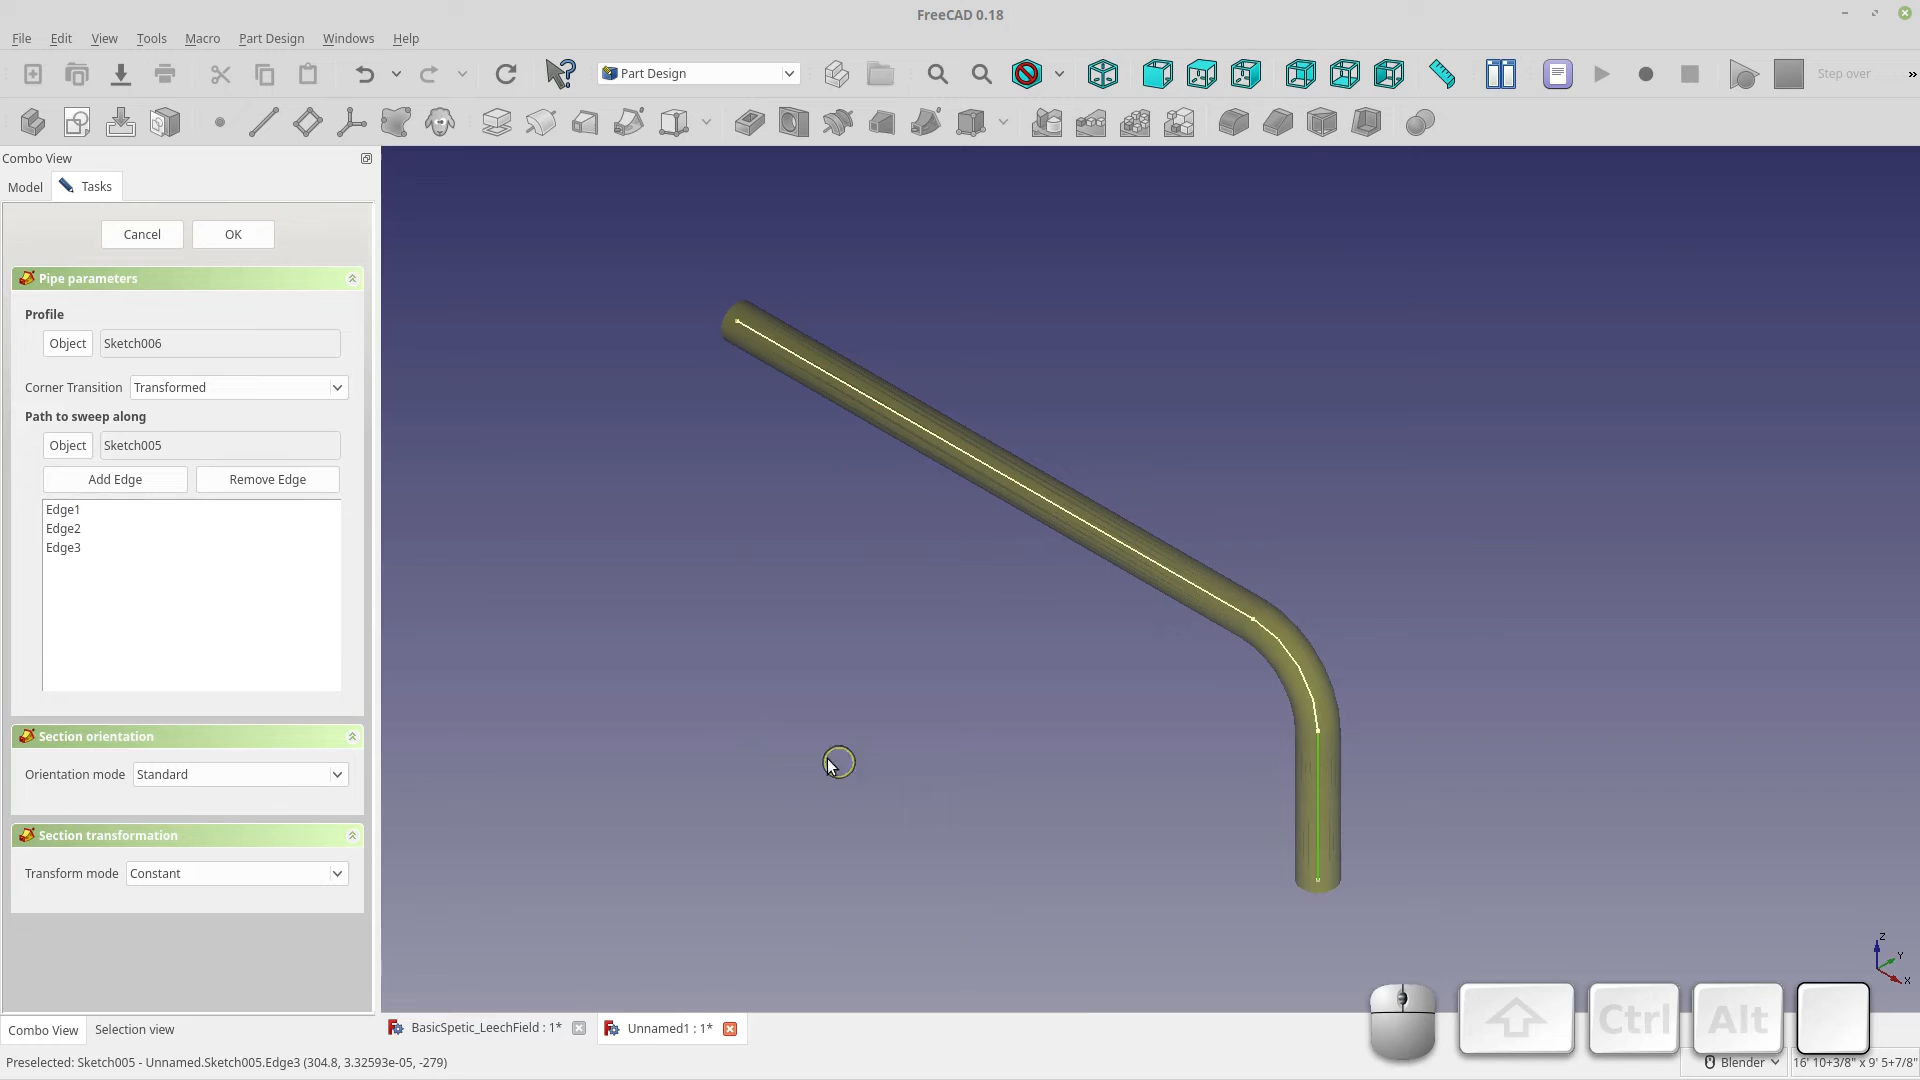 FreeCAD 0.18
File Edit View Tools Macro Part Design Windows Help
Part Design
Step over
»
Combo View
Model Tasks
Cancel OK
Pipe parameters
Profile
Object Sketch006
Corner Transition Transformed
Path to sweep along
Object Sketch005
Add Edge Remove Edge
Edge1
Edge2
Edge3
Section orientation
Orientation mode Standard
Section transformation
Transform mode Constant
Z
Y
X
Ctrl Alt
Combo View Selection view
BasicSpetic_LeechField : 1* Unnamed1 : 1*
Preselected: Sketch005 - Unnamed.Sketch005.Edge3 (304.8, 3.32593e-05, -279)
Blender 16' 10+3/8" x 9' 5+7/8"